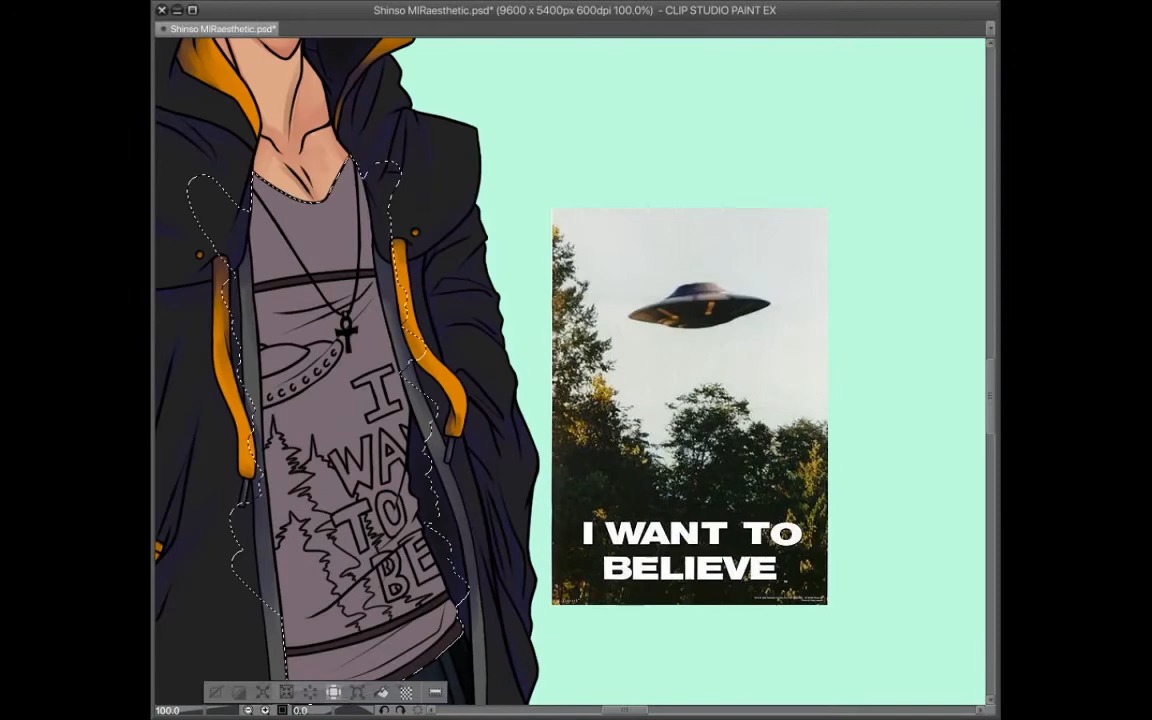 Shinso MIRaesthetic.psd* (9600 x 5400px 600dpi 100.0%) - CLIP STUDIO PAINT EX
Shinso MIRaesthetic.psd*
I
WA
TO
BE
I WANT TO
BELIEVE
100.0
0.0